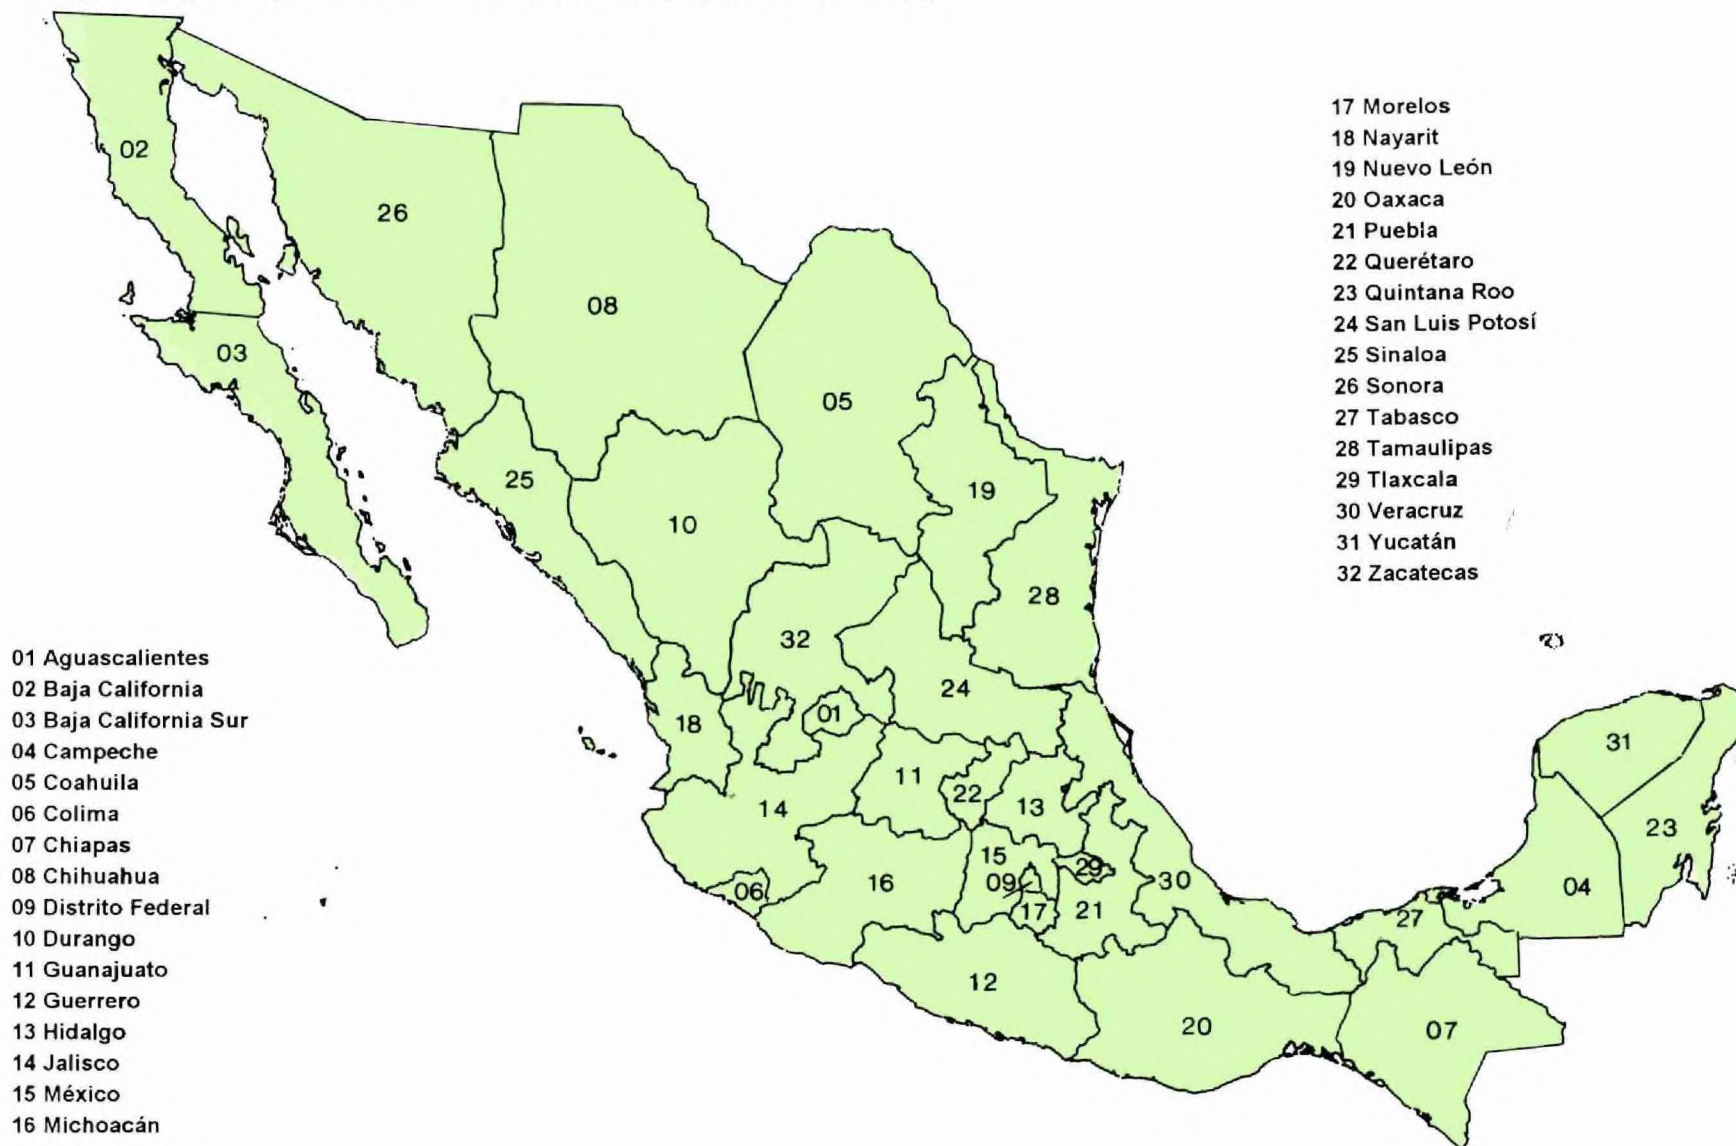 17 Morelos
18 Nayarit
19 Nuevo León
20 Oaxaca
21 Puebla
22 Querétaro
23 Quintana Roo
24 San Luis Potosí
25 Sinaloa
26 Sonora
27 Tabasco
28 Tamaulipas
29 Tlaxcala
30 Veracruz
31 Yucatán
32 Zacatecas
01 Aguascalientes
02 Baja California
03 Baja California Sur
04 Campeche
05 Coahuila
06 Colima
07 Chiapas
08 Chihuahua
09 Distrito Federal
10 Durango
11 Guanajuato
12 Guerrero
13 Hidalgo
14 Jalisco
15 México
16 Michoacán
02
26
08
03
05
25
19
10
28
32
24
18
01
31
11
22
13
14
23
15
29
06
16
09
30
04
17
21
27
12
20
07